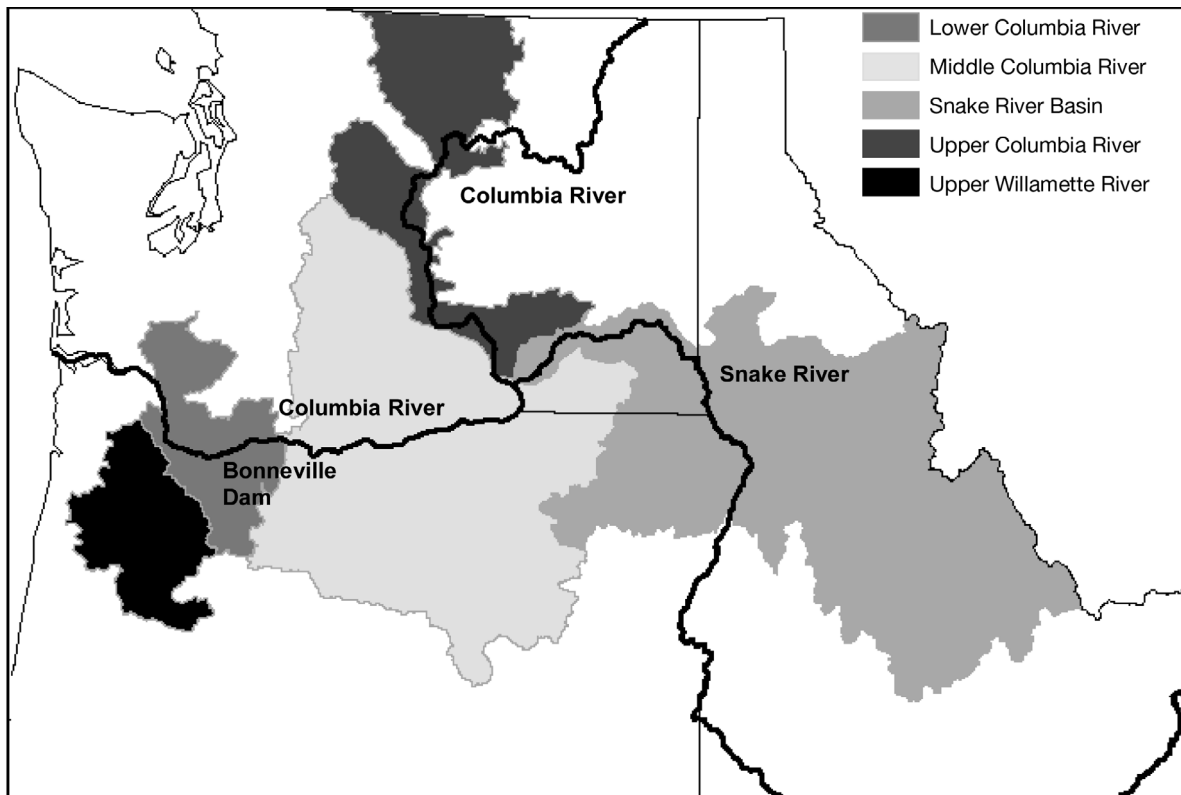 Lower Columbia River
Middle Columbia River
Snake River Basin
Upper Columbia River
Upper Willamette River
Columbia River
Snake River
Columbia River
Bonneville
Dam